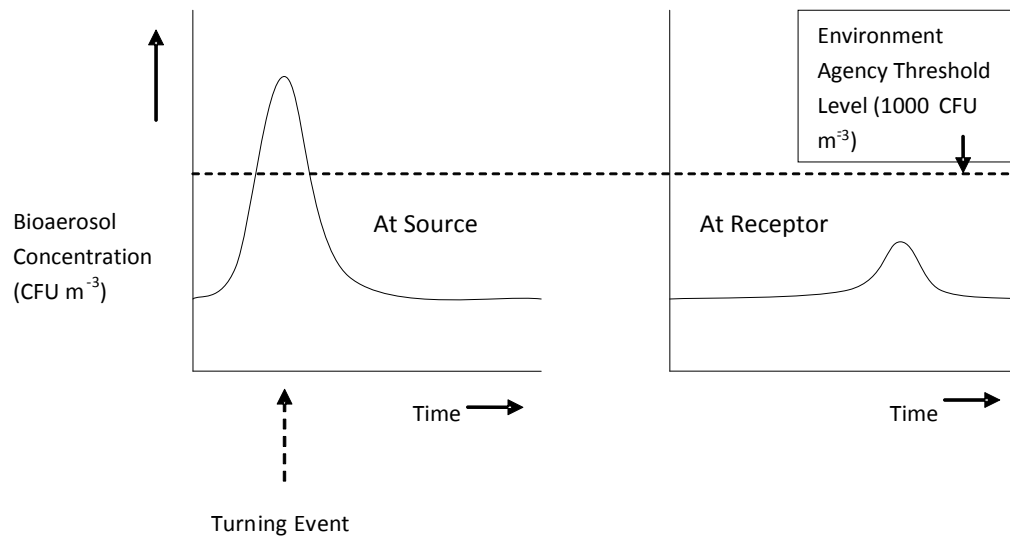 Environment
Agency Threshold
Level (1000 CFU
m⁻³)
Bioaerosol
Concentration
(CFU m⁻³)
At Source
At Receptor
Time
Time
Turning Event